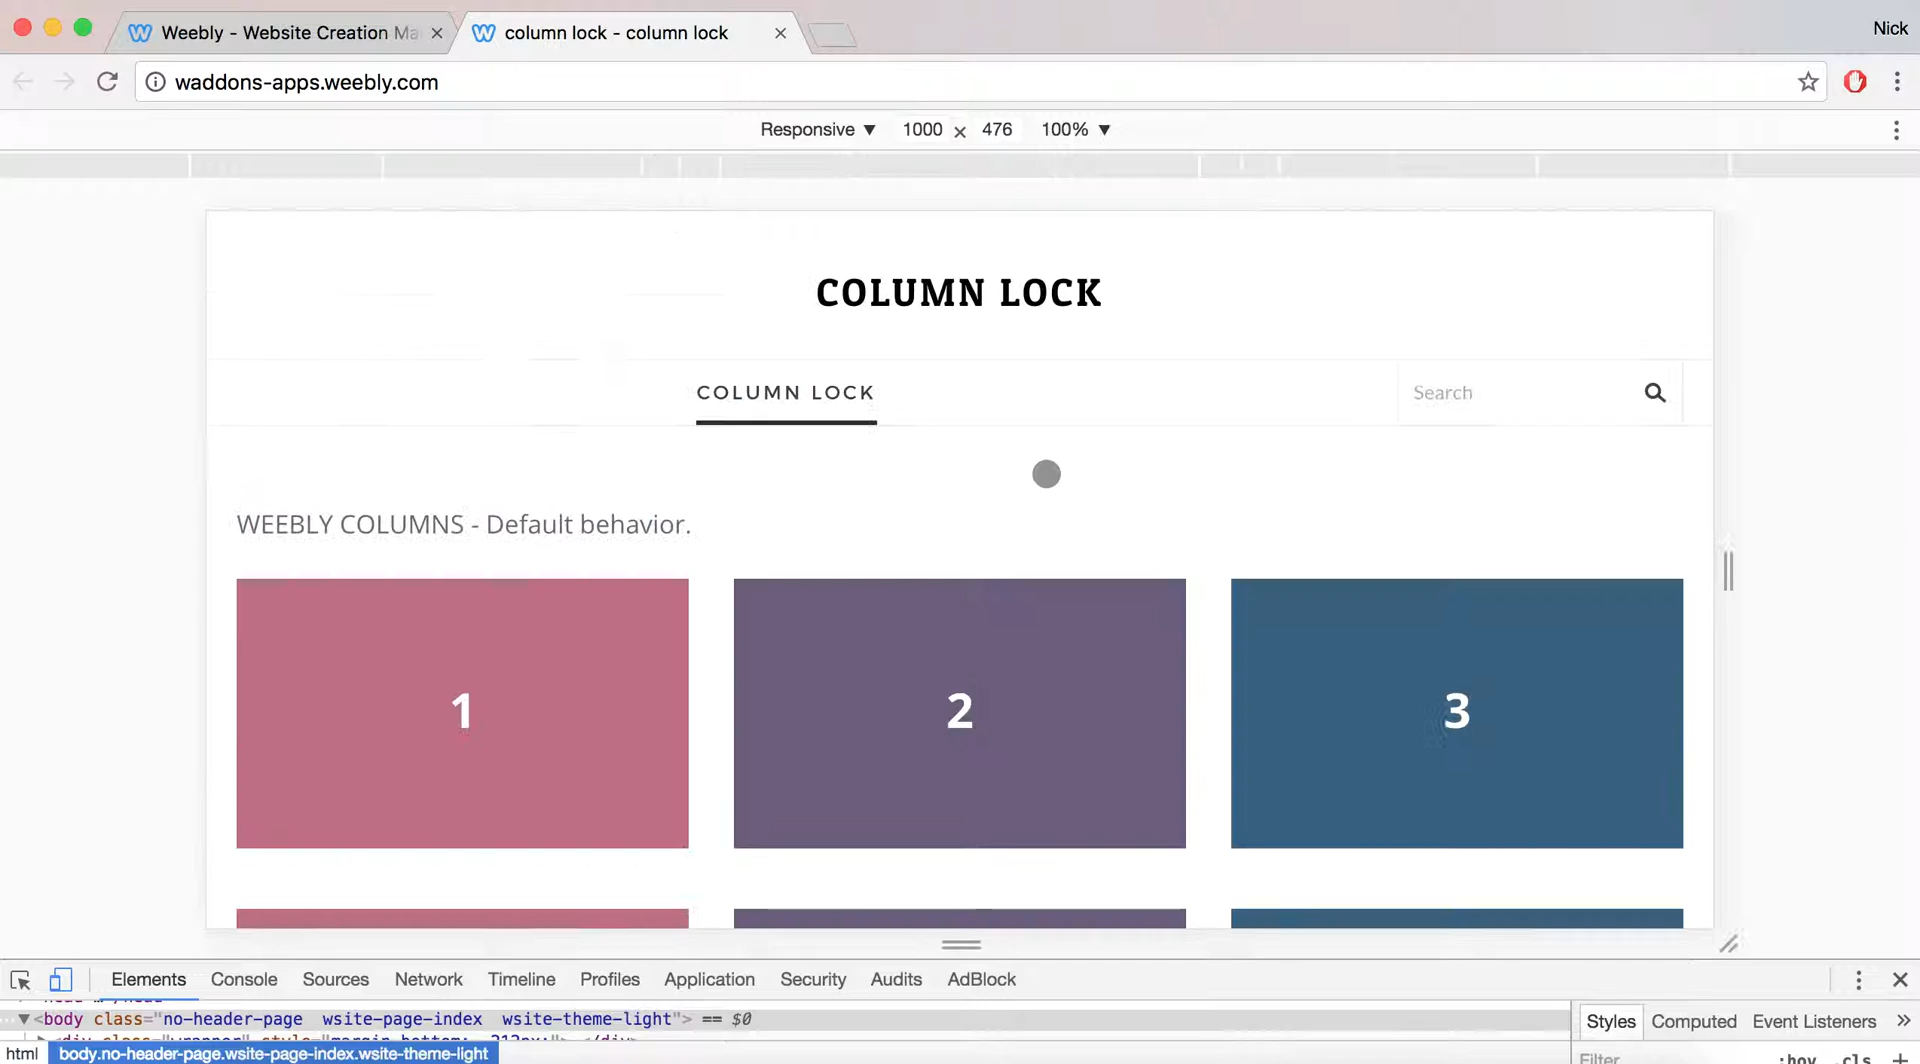 Weebly - Website Creation Ma
column lock - column lock
Nick
waddons-apps.weebly.com
Responsive ▼ 1000 × 476 100% ▼
COLUMN LOCK
COLUMN LOCK
Search
WEEBLY COLUMNS - Default behavior.
1
2
3
Elements Console Sources Network Timeline Profiles Application Security Audits AdBlock
<body class="no-header-page wsite-page-index wsite-theme-light"> == $0
Styles Computed Event Listeners »
html body.no-header-page.wsite-page-index.wsite-theme-light
Filter :hov .cls +